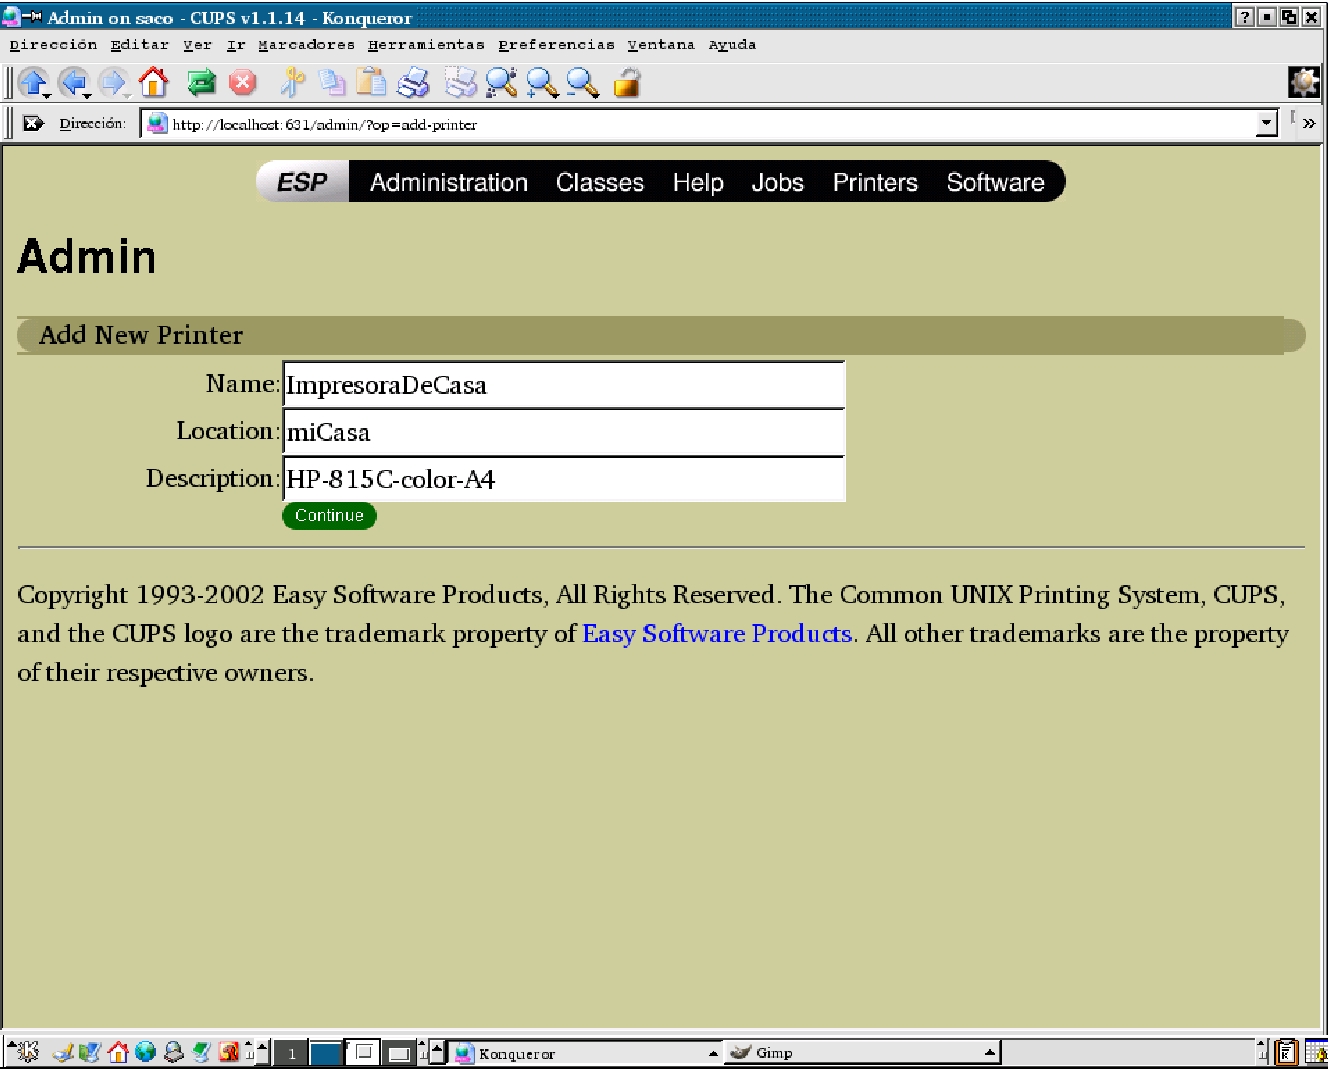 Admin on saco - CUPS v1.1.14 - Konqueror
Dirección Editar Ver Ir Marcadores Herramientas Preferencias Ventana Ayuda
Dirección: http://localhost:631/admin/?op=add-printer
ESP Administration Classes Help Jobs Printers Software
Admin
Add New Printer
Name: ImpresoraDeCasa
Location: miCasa
Description: HP-815C-color-A4
Continue
Copyright 1993-2002 Easy Software Products, All Rights Reserved. The Common UNIX Printing System, CUPS,
and the CUPS logo are the trademark property of Easy Software Products. All other trademarks are the property
of their respective owners.
1 Konqueror Gimp